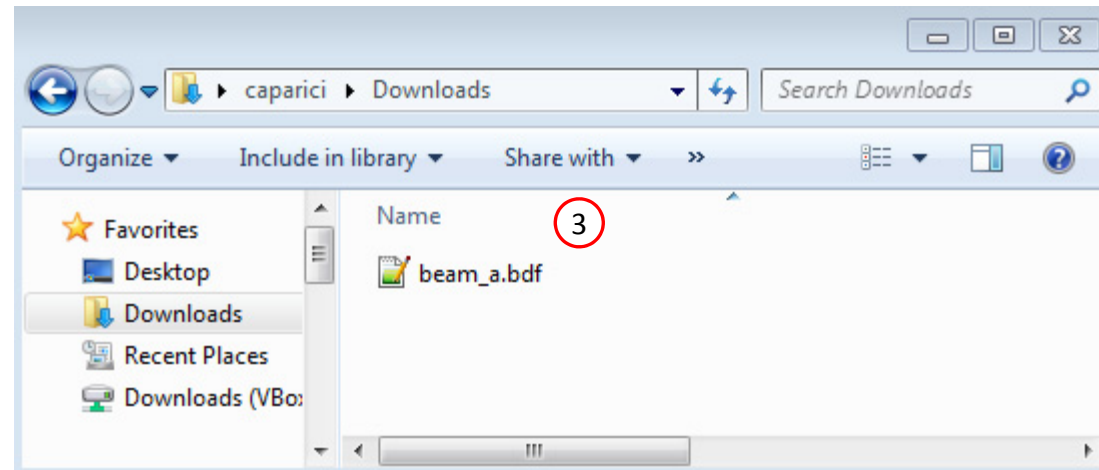 caparici Downloads
Search Downloads
Organize Include in library Share with »
Favorites
Desktop
Downloads
Recent Places
Downloads (VBo
Name
3
beam_a.bdf